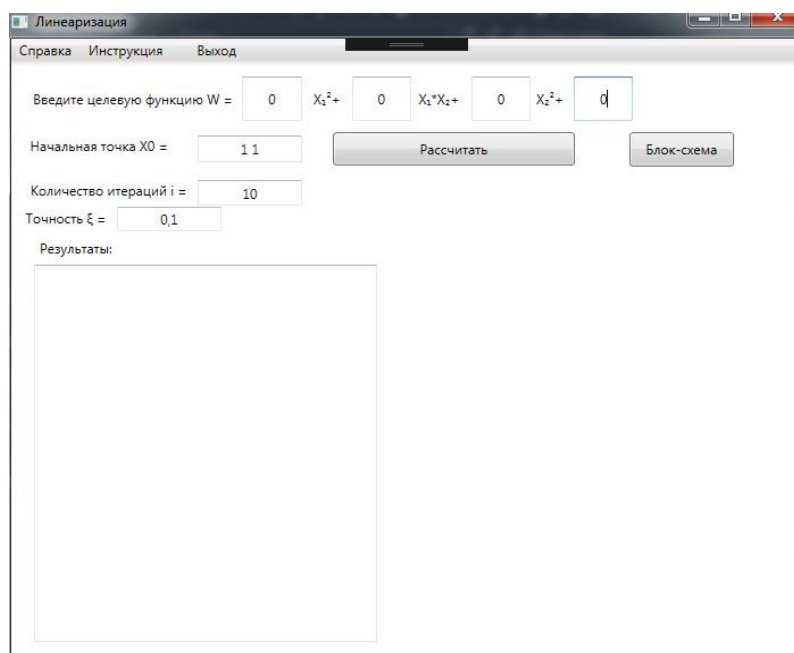 Линеаризация
Справка Инструкция Выход
Введите целевую функцию W = 0 X₁²+ 0 X₁*X₂+ 0 X₂²+ 0
Начальная точка X0 = 1 1 Рассчитать Блок-схема
Количество итераций i = 10
Точность ξ = 0,1
Результаты: